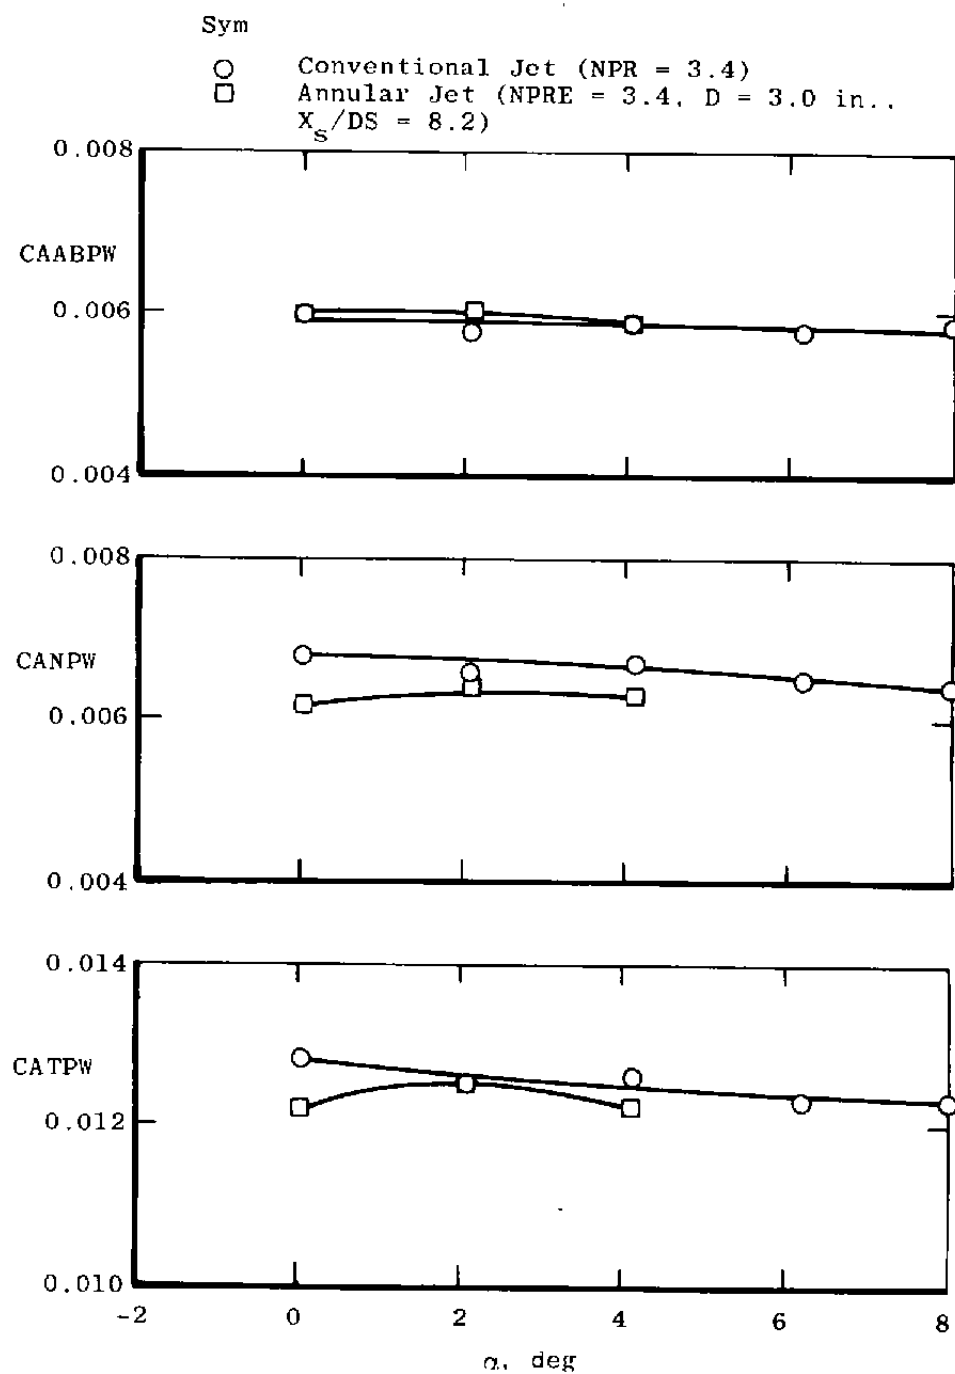 Sym
Conventional Jet (NPR = 3.4)
Annular Jet (NPRE = 3.4, D = 3.0 in.,
X_s/DS = 8.2)
0.008
CAABPW
0.006
0.004
0.008
CANPW
0.006
0.004
0.014
CATPW
0.012
0.010
-2 0 2 4 6 8
α, deg